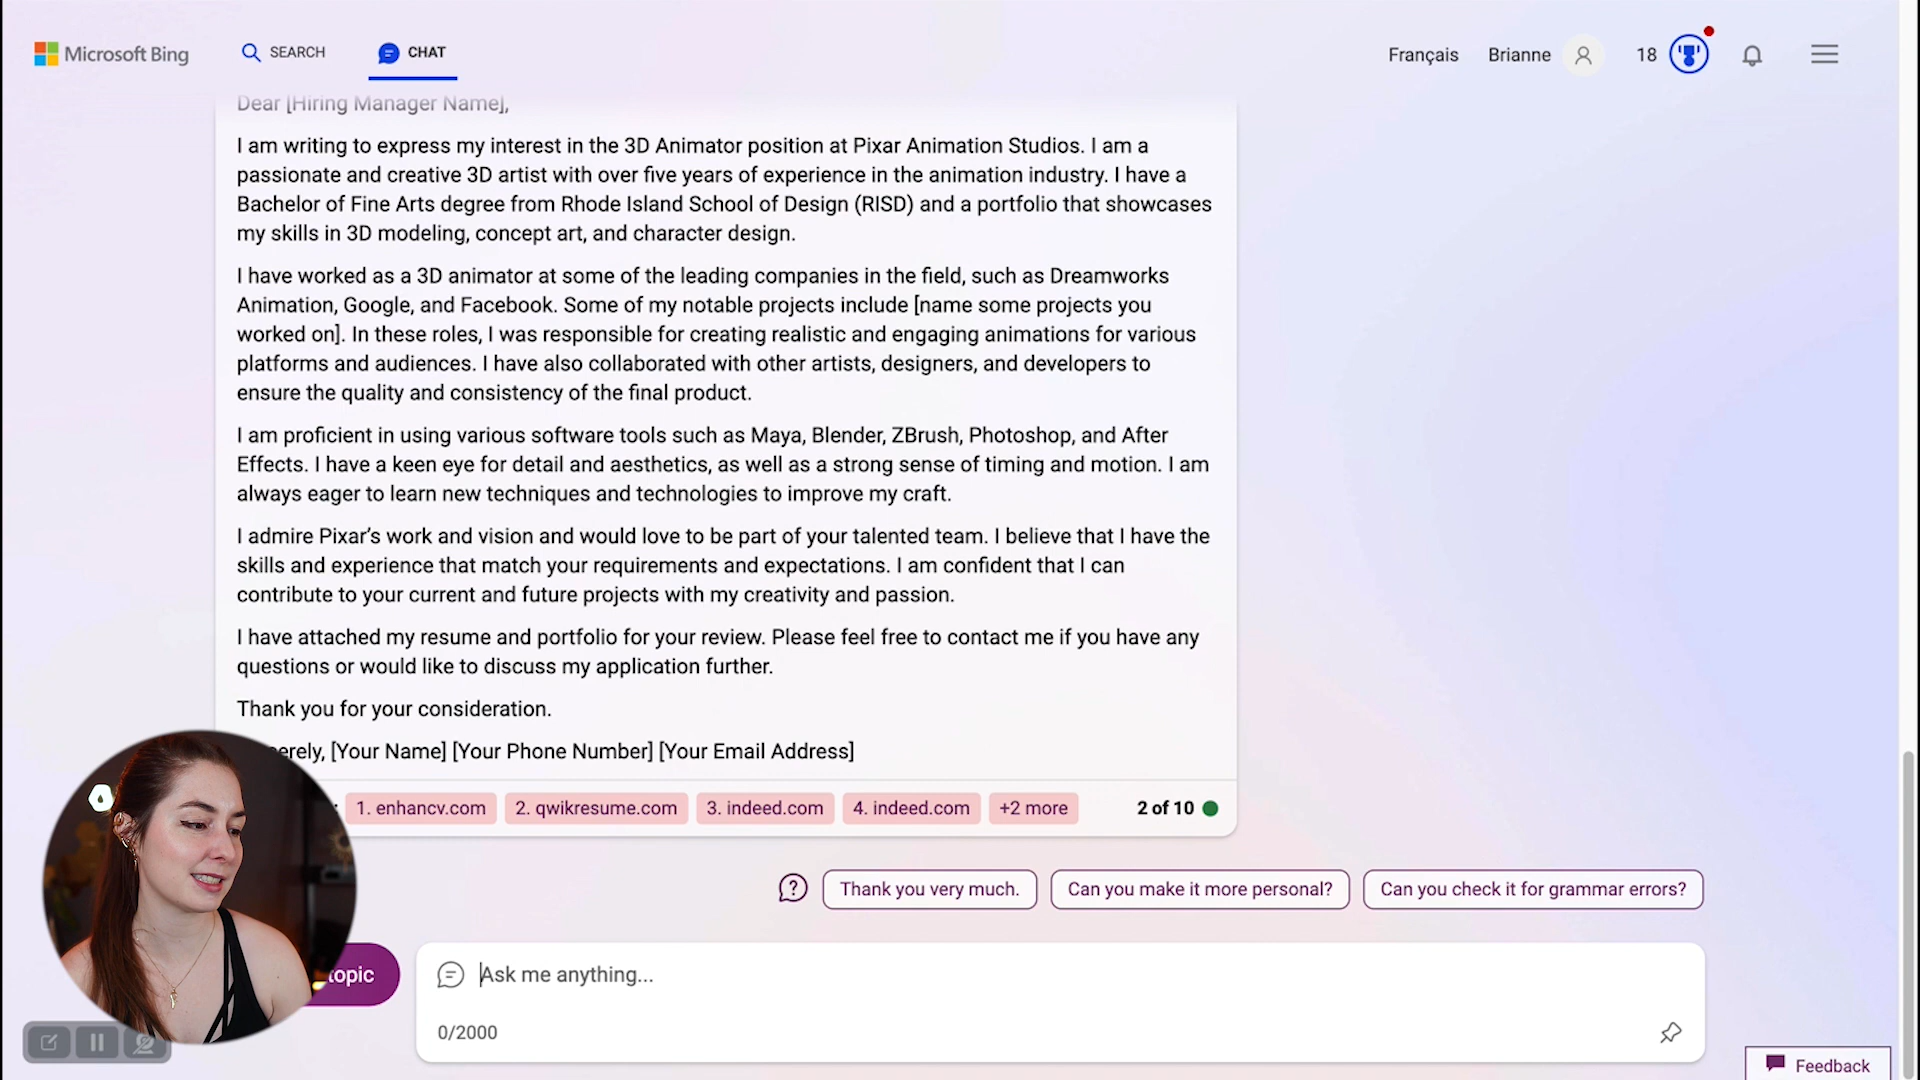 Microsoft Bing
SEARCH
CHAT
Français
Brianne
18
Dear [Hiring Manager Name],
I am writing to express my interest in the 3D Animator position at Pixar Animation Studios. I am a
passionate and creative 3D artist with over five years of experience in the animation industry. I have a
Bachelor of Fine Arts degree from Rhode Island School of Design (RISD) and a portfolio that showcases
my skills in 3D modeling, concept art, and character design.
I have worked as a 3D animator at some of the leading companies in the field, such as Dreamworks
Animation, Google, and Facebook. Some of my notable projects include [name some projects you
worked on]. In these roles, I was responsible for creating realistic and engaging animations for various
platforms and audiences. I have also collaborated with other artists, designers, and developers to
ensure the quality and consistency of the final product.
I am proficient in using various software tools such as Maya, Blender, ZBrush, Photoshop, and After
Effects. I have a keen eye for detail and aesthetics, as well as a strong sense of timing and motion. I am
always eager to learn new techniques and technologies to improve my craft.
I admire Pixar’s work and vision and would love to be part of your talented team. I believe that I have the
skills and experience that match your requirements and expectations. I am confident that I can
contribute to your current and future projects with my creativity and passion.
I have attached my resume and portfolio for your review. Please feel free to contact me if you have any
questions or would like to discuss my application further.
Thank you for your consideration.
erely, [Your Name] [Your Phone Number] [Your Email Address]
1. enhancv.com
2. qwikresume.com
3. indeed.com
4. indeed.com
+2 more
2 of 10
Thank you very much.
Can you make it more personal?
Can you check it for grammar errors?
topic
Ask me anything...
0/2000
Feedback